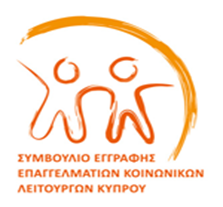 ΣΥΜΒΟΥΛΙΟ ΕΓΓΡΑΦΗΣ
ΕΠΑΓΓΕΛΜΑΤΙΩΝ ΚΟΙΝΩΝΙΚΩΝ
ΛΕΙΤΟΥΡΓΩΝ ΚΥΠΡΟΥ